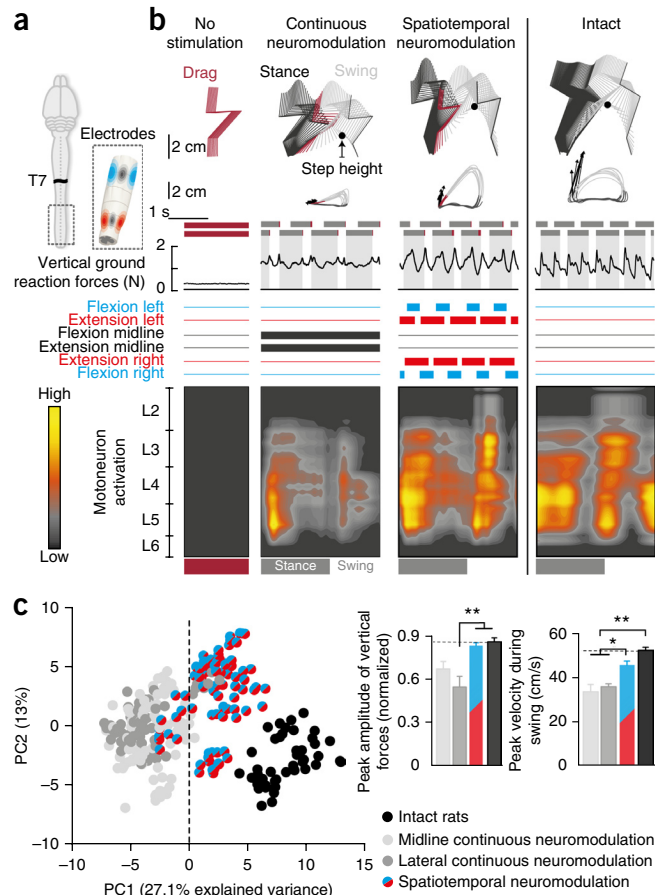 a
b
No stimulation
Continuous neuromodulation
Spatiotemporal neuromodulation
Intact
Drag
Stance
Swing
Electrodes
2 cm
T7
Step height
2 cm
1 s
Vertical ground reaction forces (N)
2
1
0
Flexion left
Extension left
Flexion midline
Extension midline
Extension right
Flexion right
High
Low
Motoneuron activation
L2
L3
L4
L5
L6
Stance
Swing
c
PC2 (13%)
10
5
0
–5
–10
–10
–5
0
5
10
15
PC1 (27.1% explained variance)
Peak amplitude of vertical forces (normalized)
0.9
0.6
0.3
0
**
Peak velocity during swing (cm/s)
60
40
20
0
**
*
Intact rats
Midline continuous neuromodulation
Lateral continuous neuromodulation
Spatiotemporal neuromodulation